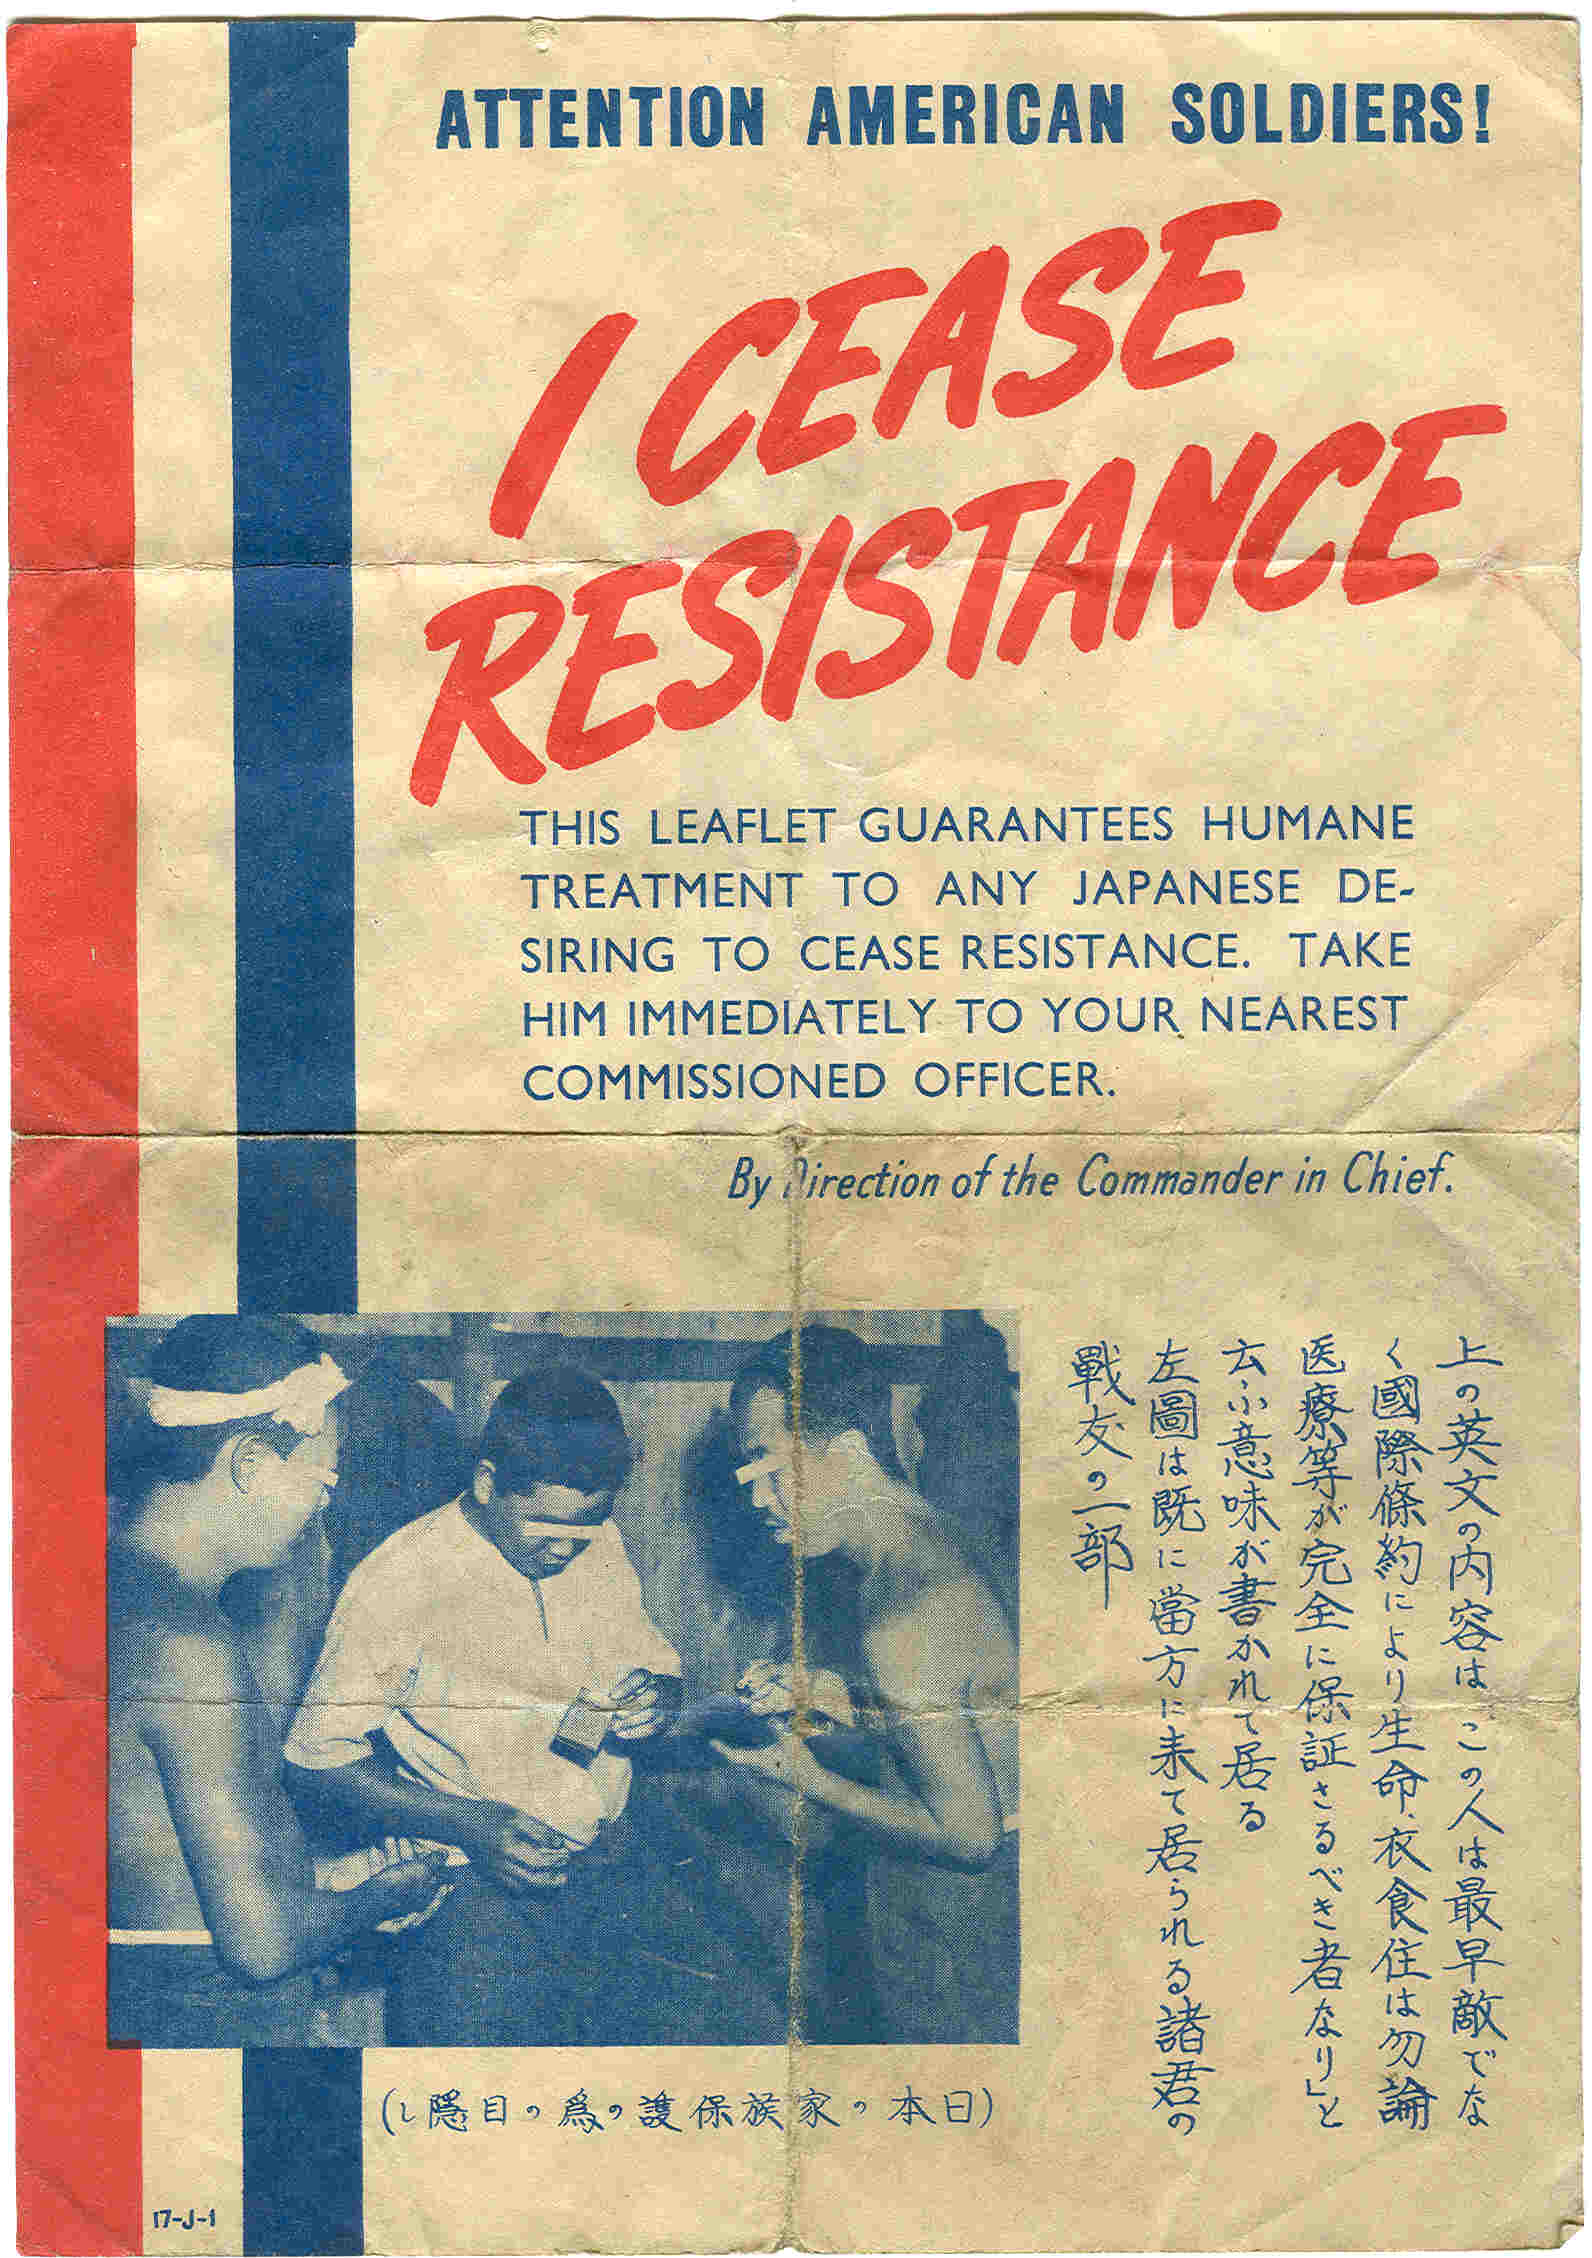 ATTENTION AMERICAN SOLDIERS!
I CEASE
RESISTANCE
THIS LEAFLET GUARANTEES HUMANE
TREATMENT TO ANY JAPANESE DE-
SIRING TO CEASE RESISTANCE. TAKE
HIM IMMEDIATELY TO YOUR NEAREST
COMMISSIONED OFFICER.
By Direction of the Commander in Chief.
上の英文の内容は この人は最早敵でな
く國際條約により生命、衣食住は勿論
医療等が完全に保証さるべき者なり」と
云ふ意味が書かれて居る
左圖は既に當方に来て居られる諸君の
戰友の一部
(日本の家族保護の爲の目隱し)
17-J-1